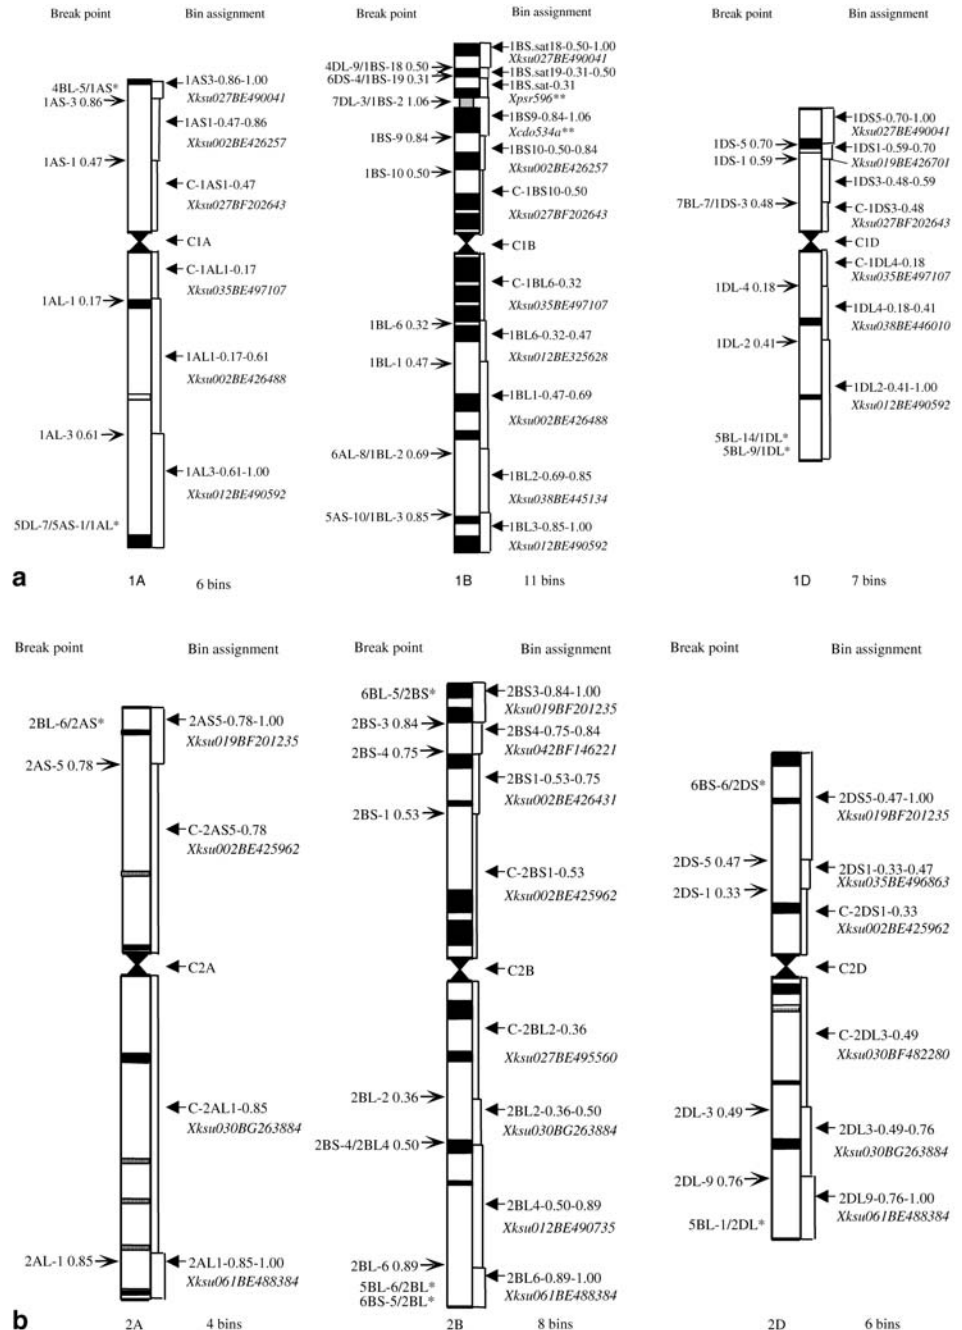 Break point
Bin assignment
4BL-5/1AS*
1AS-3 0.86
1AS-1 0.47
1AL-1 0.17
1AL-3 0.61
5DL-7/5AS-1/1AL*
1AS3-0.86-1.00
Xksu027BE490041
1AS1-0.47-0.86
Xksu002BE426257
C-1AS1-0.47
Xksu027BF202643
C1A
C-1AL1-0.17
Xksu035BE497107
1AL1-0.17-0.61
Xksu002BE426488
1AL3-0.61-1.00
Xksu012BE490592
a
1A
6 bins
Break point
Bin assignment
4DL-9/1BS-18 0.50
6DS-4/1BS-19 0.31
7DL-3/1BS-2 1.06
1BS-9 0.84
1BS-10 0.50
1BL-6 0.32
1BL-1 0.47
6AL-8/1BL-2 0.69
5AS-10/1BL-3 0.85
1BS.sat18-0.50-1.00
Xksu027BE490041
1BS.sat19-0.31-0.50
1BS.sat-0.31
Xpsr596**
1BS9-0.84-1.06
Xcdo534a**
1BS10-0.50-0.84
Xksu002BE426257
C-1BS10-0.50
Xksu027BF202643
C1B
C-1BL6-0.32
Xksu035BE497107
1BL6-0.32-0.47
Xksu012BE325628
1BL1-0.47-0.69
Xksu002BE426488
1BL2-0.69-0.85
Xksu038BE445134
1BL3-0.85-1.00
Xksu012BE490592
1B
11 bins
Break point
Bin assignment
1DS-5 0.70
1DS-1 0.59
7BL-7/1DS-3 0.48
1DL-4 0.18
1DL-2 0.41
5BL-14/1DL*
5BL-9/1DL*
1DS5-0.70-1.00
Xksu027BE490041
1DS1-0.59-0.70
Xksu019BE426701
1DS3-0.48-0.59
C-1DS3-0.48
Xksu027BF202643
C1D
C-1DL4-0.18
Xksu035BE497107
1DL4-0.18-0.41
Xksu038BE446010
1DL2-0.41-1.00
Xksu012BE490592
1D
7 bins
Break point
Bin assignment
2BL-6/2AS*
2AS-5 0.78
2AL-1 0.85
2AS5-0.78-1.00
Xksu019BF201235
C-2AS5-0.78
Xksu002BE425962
C2A
C-2AL1-0.85
Xksu030BG263884
2AL1-0.85-1.00
Xksu061BE488384
b
2A
4 bins
Break point
Bin assignment
6BL-5/2BS*
2BS-3 0.84
2BS-4 0.75
2BS-1 0.53
2BL-2 0.36
2BS-4/2BL4 0.50
2BL-6 0.89
5BL-6/2BL*
6BS-5/2BL*
2BS3-0.84-1.00
Xksu019BF201235
2BS4-0.75-0.84
Xksu042BF146221
2BS1-0.53-0.75
Xksu002BE426431
C-2BS1-0.53
Xksu002BE425962
C2B
C-2BL2-0.36
Xksu027BE495560
2BL2-0.36-0.50
Xksu030BG263884
2BL4-0.50-0.89
Xksu012BE490735
2BL6-0.89-1.00
Xksu061BE488384
2B
8 bins
Break point
Bin assignment
6BS-6/2DS*
2DS-5 0.47
2DS-1 0.33
2DL-3 0.49
2DL-9 0.76
5BL-1/2DL*
2DS5-0.47-1.00
Xksu019BF201235
2DS1-0.33-0.47
Xksu035BE496863
C-2DS1-0.33
Xksu002BE425962
C2D
C-2DL3-0.49
Xksu030BF482280
2DL3-0.49-0.76
Xksu030BG263884
2DL9-0.76-1.00
Xksu061BE488384
2D
6 bins